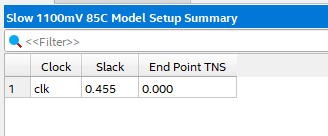 Slow 1100mV 85C Model Setup Summary
<<Filter>>
Clock Slack End Point TNS
1 clk 0.455 0.000